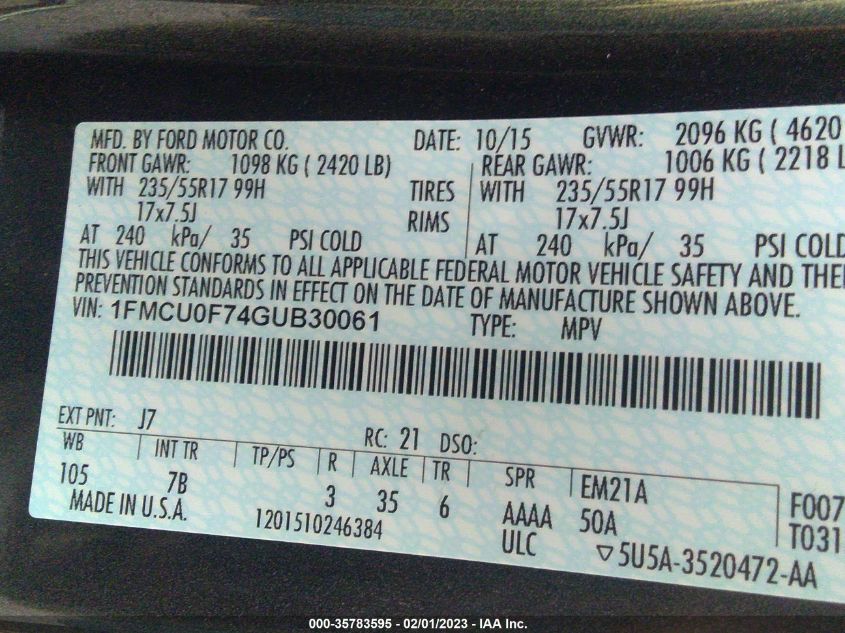 MFD. BY FORD MOTOR CO. DATE: 10/15 GVWR: 2096 KG ( 4620
FRONT GAWR: 1098 KG ( 2420 LB) REAR GAWR: 1006 KG ( 2218 L
WITH 235/55R17 99H TIRES WITH 235/55R17 99H
17x7.5J RIMS 17x7.5J
AT 240 kPa/ 35 PSI COLD AT 240 kPa/ 35 PSI COLD
THIS VEHICLE CONFORMS TO ALL APPLICABLE FEDERAL MOTOR VEHICLE SAFETY AND THE
PREVENTION STANDARDS IN EFFECT ON THE DATE OF MANUFACTURE SHOWN ABOVE.
VIN: 1FMCU0F74GUB30061 TYPE: MPV
EXT PNT: J7 RC: 21 DSO:
WB INT TR TP/PS R AXLE TR SPR EM21A
105 7B 3 35 6 AAAA 50A F007
MADE IN U.S.A. 1201510246384 ULC T031
▽5U5A-3520472-AA
000-35783595 - 02/01/2023 - IAA Inc.